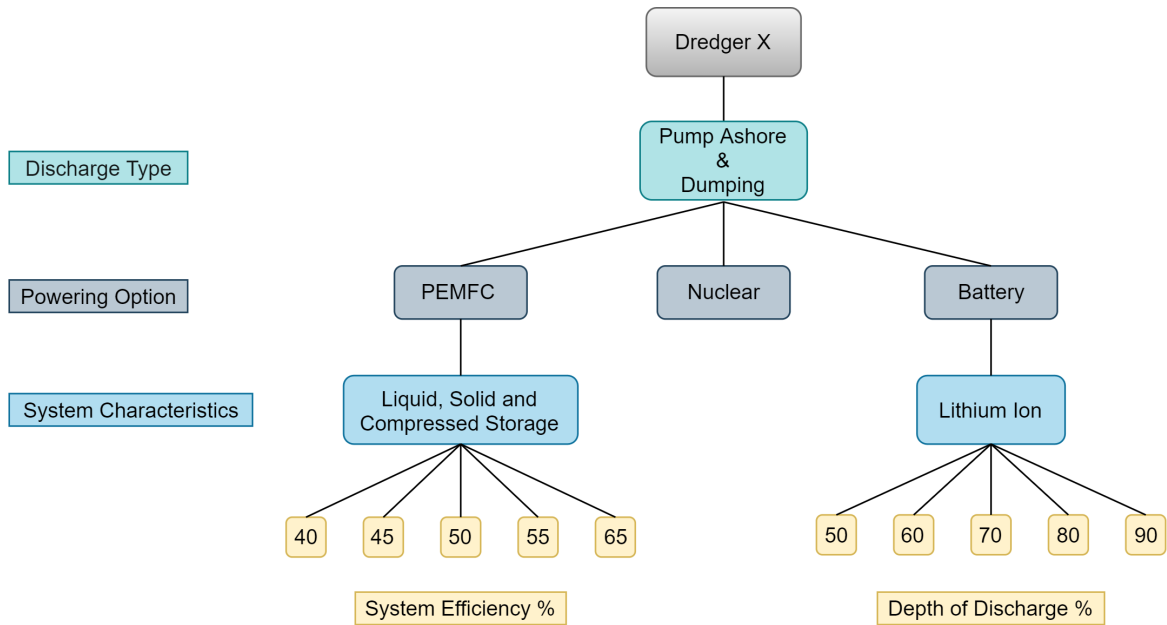 Dredger X
Discharge Type
Pump Ashore
&
Dumping
Powering Option
PEMFC
Nuclear
Battery
System Characteristics
Liquid, Solid and
Compressed Storage
Lithium Ion
40
45
50
55
65
50
60
70
80
90
System Efficiency %
Depth of Discharge %